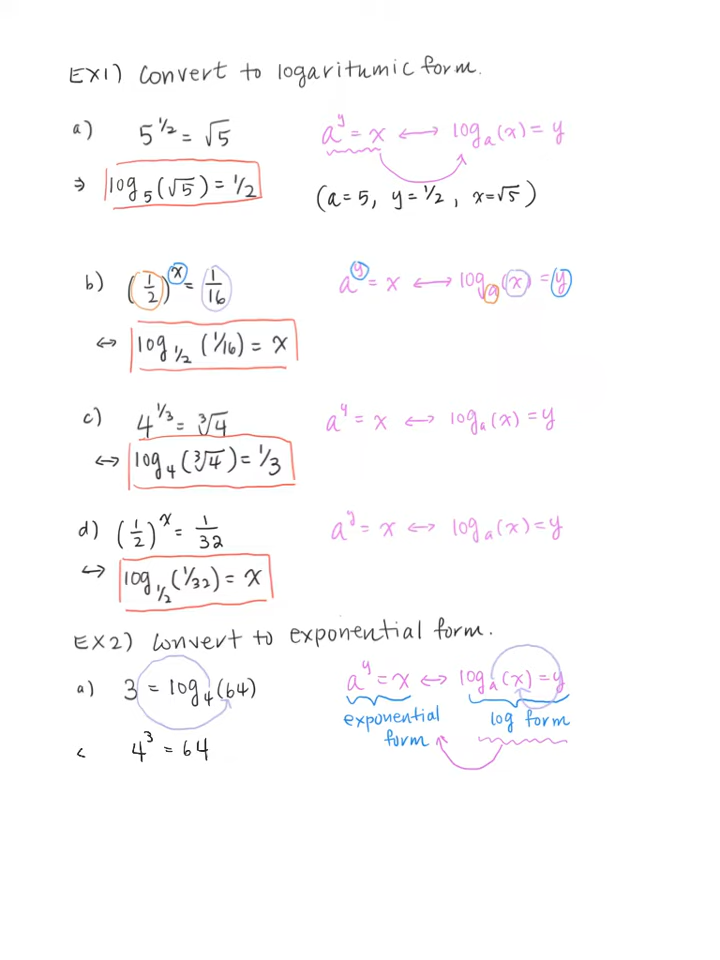 EX1) Convert to logaritumic form.
a) 5^1/2 = √5 a^y = x ⟷ log_a(x) = y
⇒ log_5(√5) = 1/2 (a = 5, y = 1/2, x = √5)
b) (1/2)^x = 1/16 a^y = x ⟷ log_a(x) = y
↔ log_1/2(1/16) = x
c) 4^1/3 = ∛4 a^y = x ↔ log_a(x) = y
↔ log_4(∛4) = 1/3
d) (1/2)^x = 1/32 a^y = x ↔ log_a(x) = y
↔ log_1/2(1/32) = x
EX2) Convert to exponential form.
a) 3 = log_4(64) a^y = x ↔ log_a(x) = y
exponential form log form
< 4^3 = 64